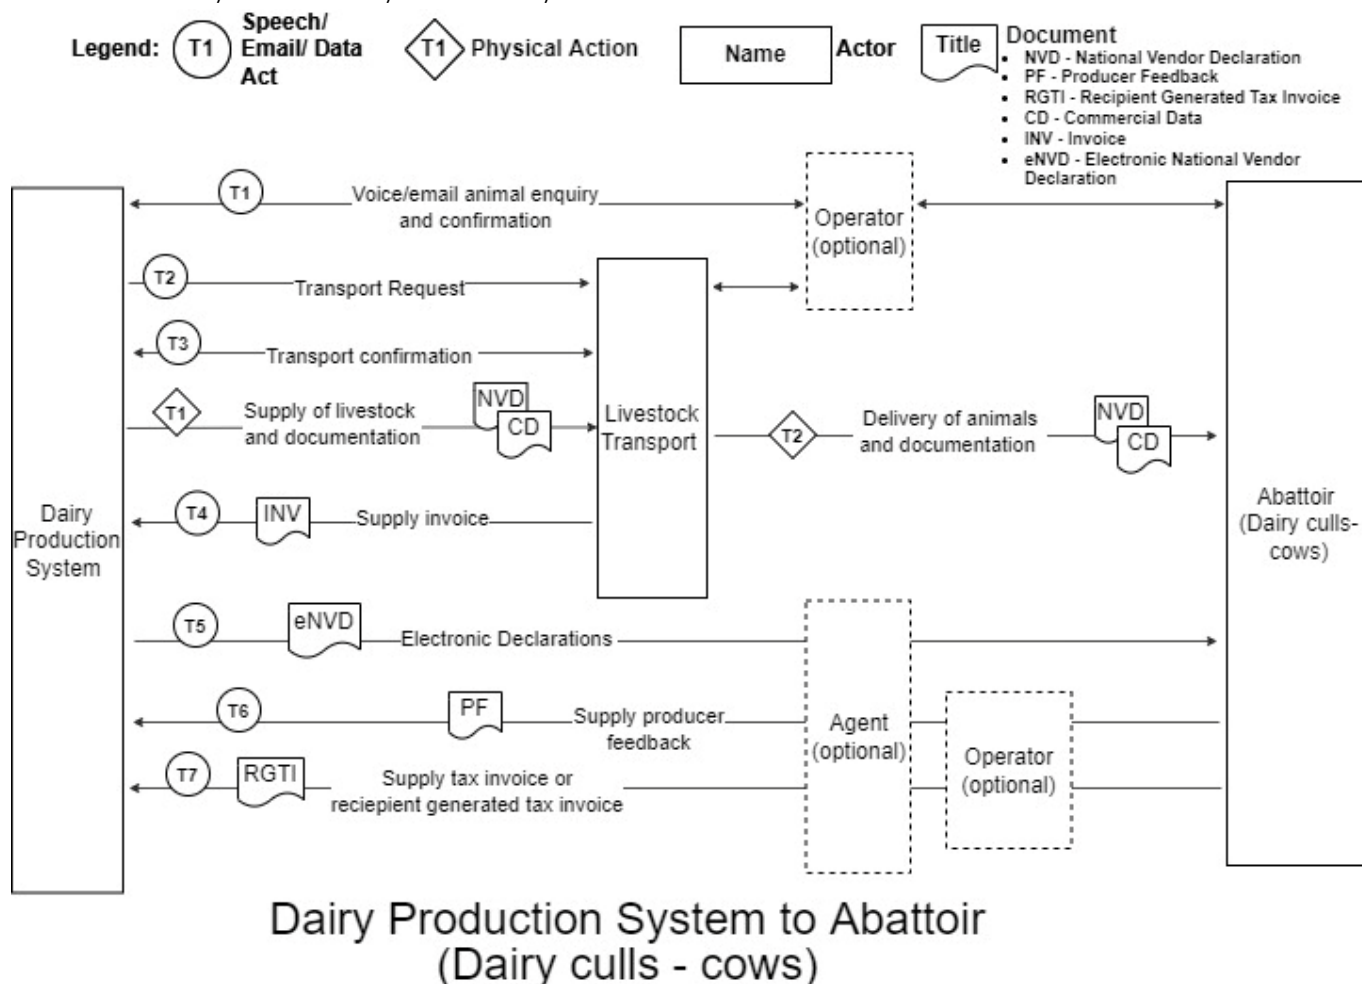 Legend:
T1
Speech/
Email/ Data
Act
T1
Physical Action
Name
Actor
Title
Document
• NVD - National Vendor Declaration
• PF - Producer Feedback
• RGTI - Recipient Generated Tax Invoice
• CD - Commercial Data
• INV - Invoice
• eNVD - Electronic National Vendor
Declaration
T1
Voice/email animal enquiry
and confirmation
Operator
(optional)
T2
Transport Request
T3
Transport confirmation
T1
Supply of livestock
and documentation
NVD
CD
Livestock
Transport
T2
Delivery of animals
and documentation
NVD
CD
Dairy
Production
System
T4
INV
Supply invoice
Abattoir
(Dairy culls-
cows)
T5
eNVD
Electronic Declarations
T6
PF
Supply producer
feedback
Agent
(optional)
Operator
(optional)
T7
RGTI
Supply tax invoice or
reciepient generated tax invoice
Dairy Production System to Abattoir
(Dairy culls - cows)